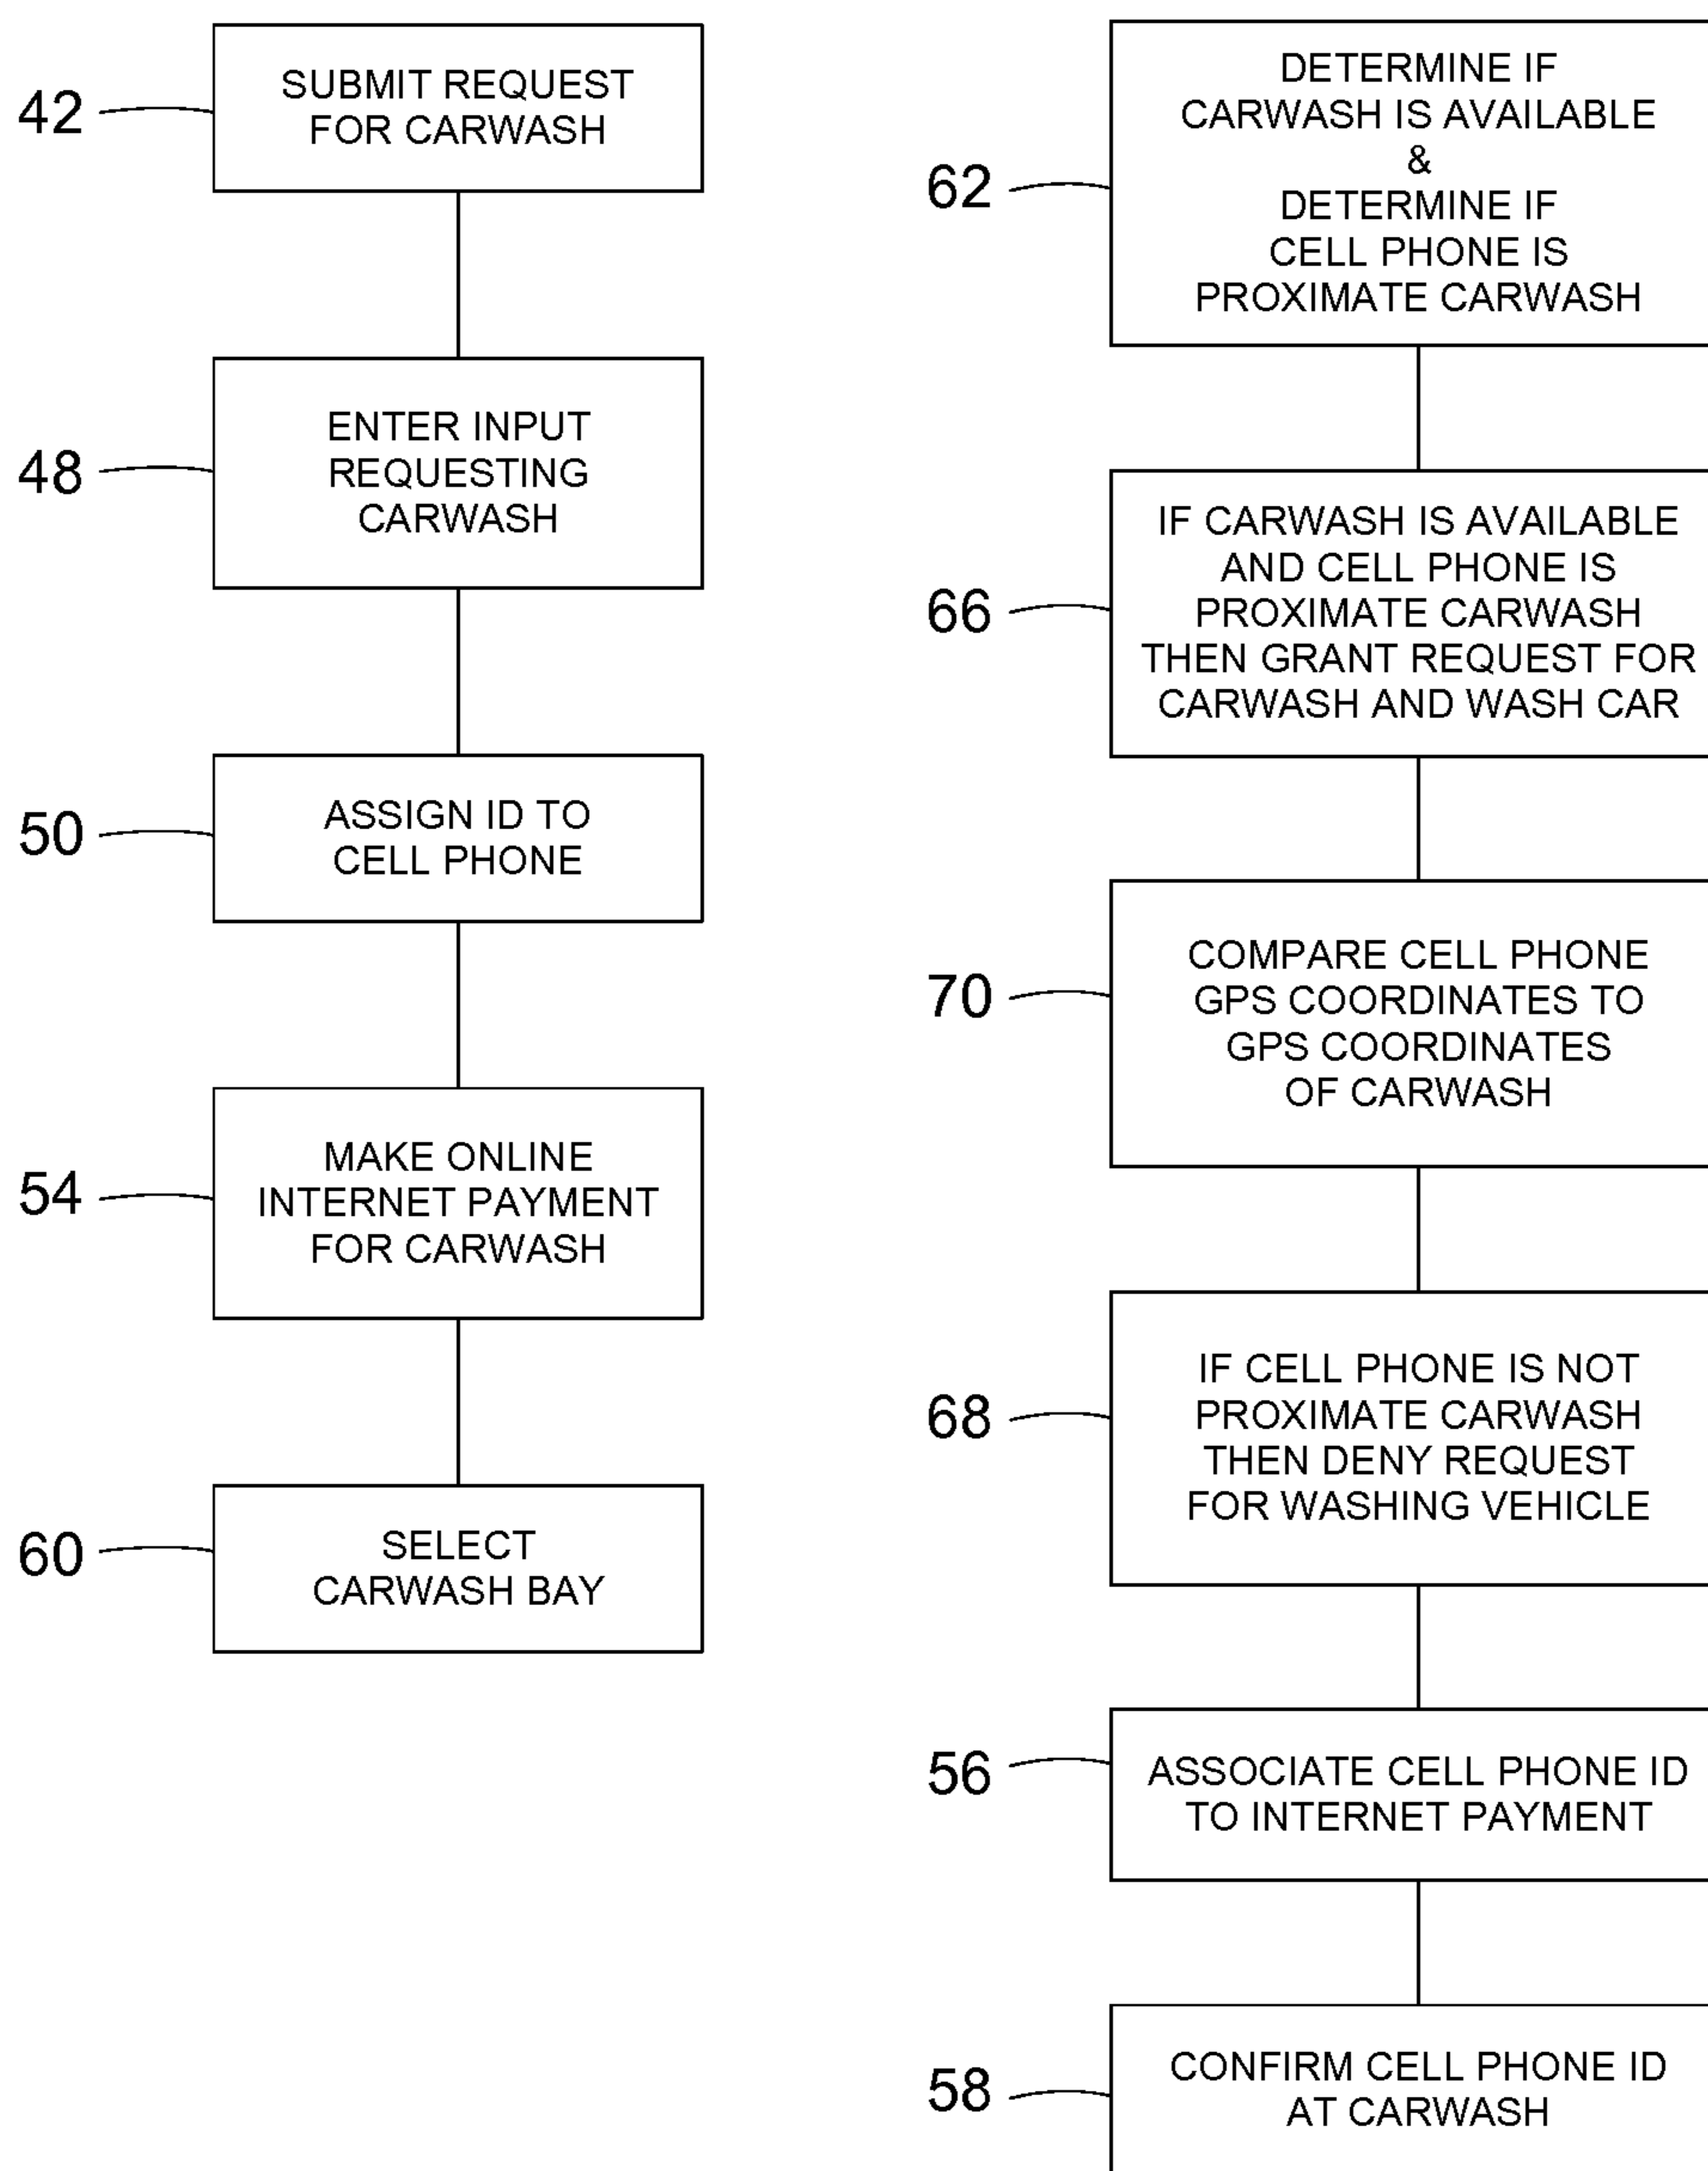 42
SUBMIT REQUEST
FOR CARWASH
48
ENTER INPUT
REQUESTING
CARWASH
50
ASSIGN ID TO
CELL PHONE
54
MAKE ONLINE
INTERNET PAYMENT
FOR CARWASH
60
SELECT
CARWASH BAY
62
DETERMINE IF
CARWASH IS AVAILABLE
&
DETERMINE IF
CELL PHONE IS
PROXIMATE CARWASH
66
IF CARWASH IS AVAILABLE
AND CELL PHONE IS
PROXIMATE CARWASH
THEN GRANT REQUEST FOR
CARWASH AND WASH CAR
70
COMPARE CELL PHONE
GPS COORDINATES TO
GPS COORDINATES
OF CARWASH
68
IF CELL PHONE IS NOT
PROXIMATE CARWASH
THEN DENY REQUEST
FOR WASHING VEHICLE
56
ASSOCIATE CELL PHONE ID
TO INTERNET PAYMENT
58
CONFIRM CELL PHONE ID
AT CARWASH